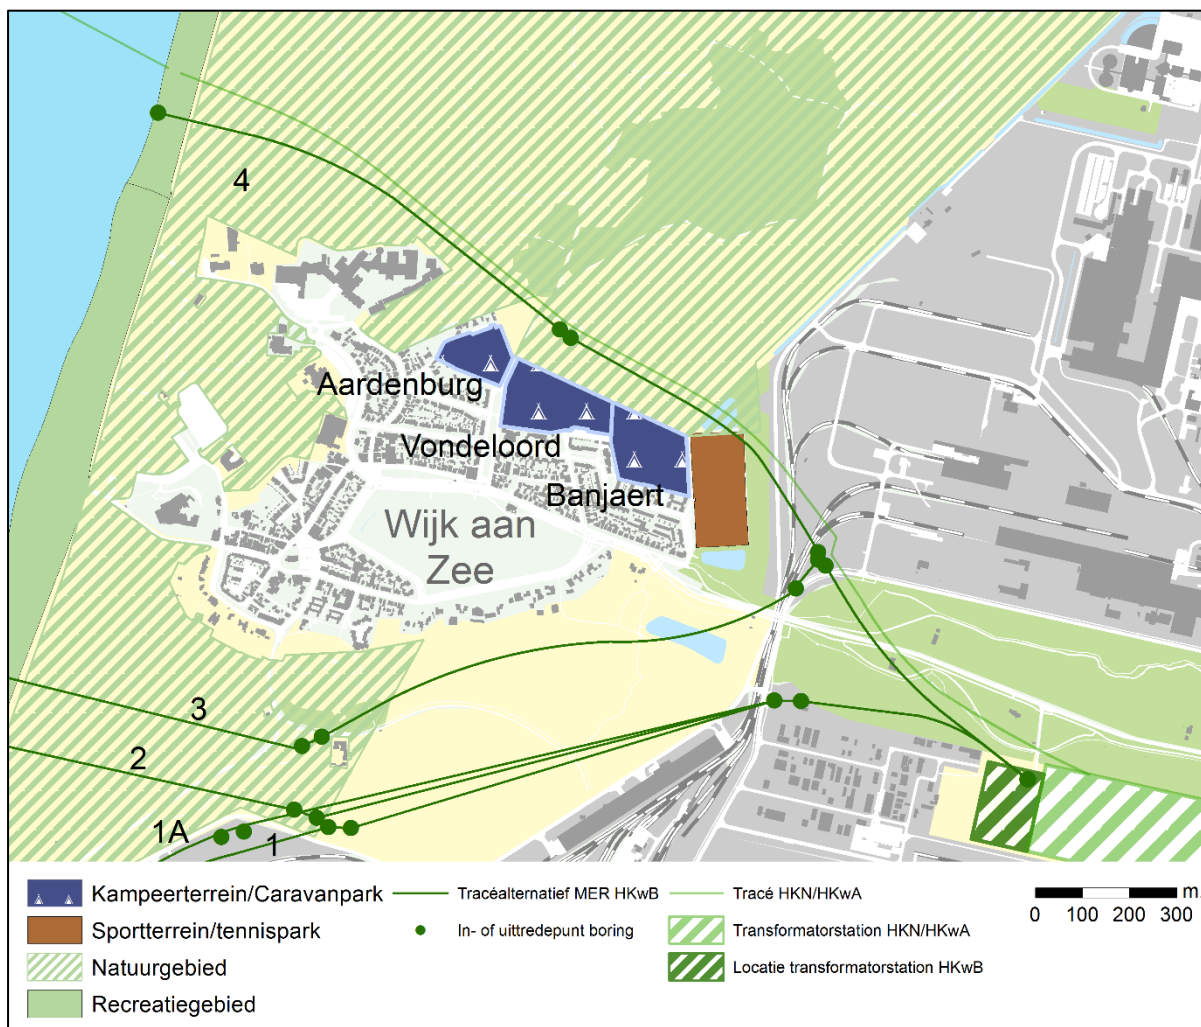 4
Aardenburg
Vondeloord
Banjaert
Wijk aan
Zee
3
2
1A
1
Kampeerterrein/Caravanpark
Sportterrein/tennispark
Natuurgebied
Recreatiegebied
Tracéalternatief MER HKwB
In- of uittredepunt boring
Tracé HKN/HKwA
Transformatorstation HKN/HKwA
Locatie transformatorstation HKwB
m
0 100 200 300